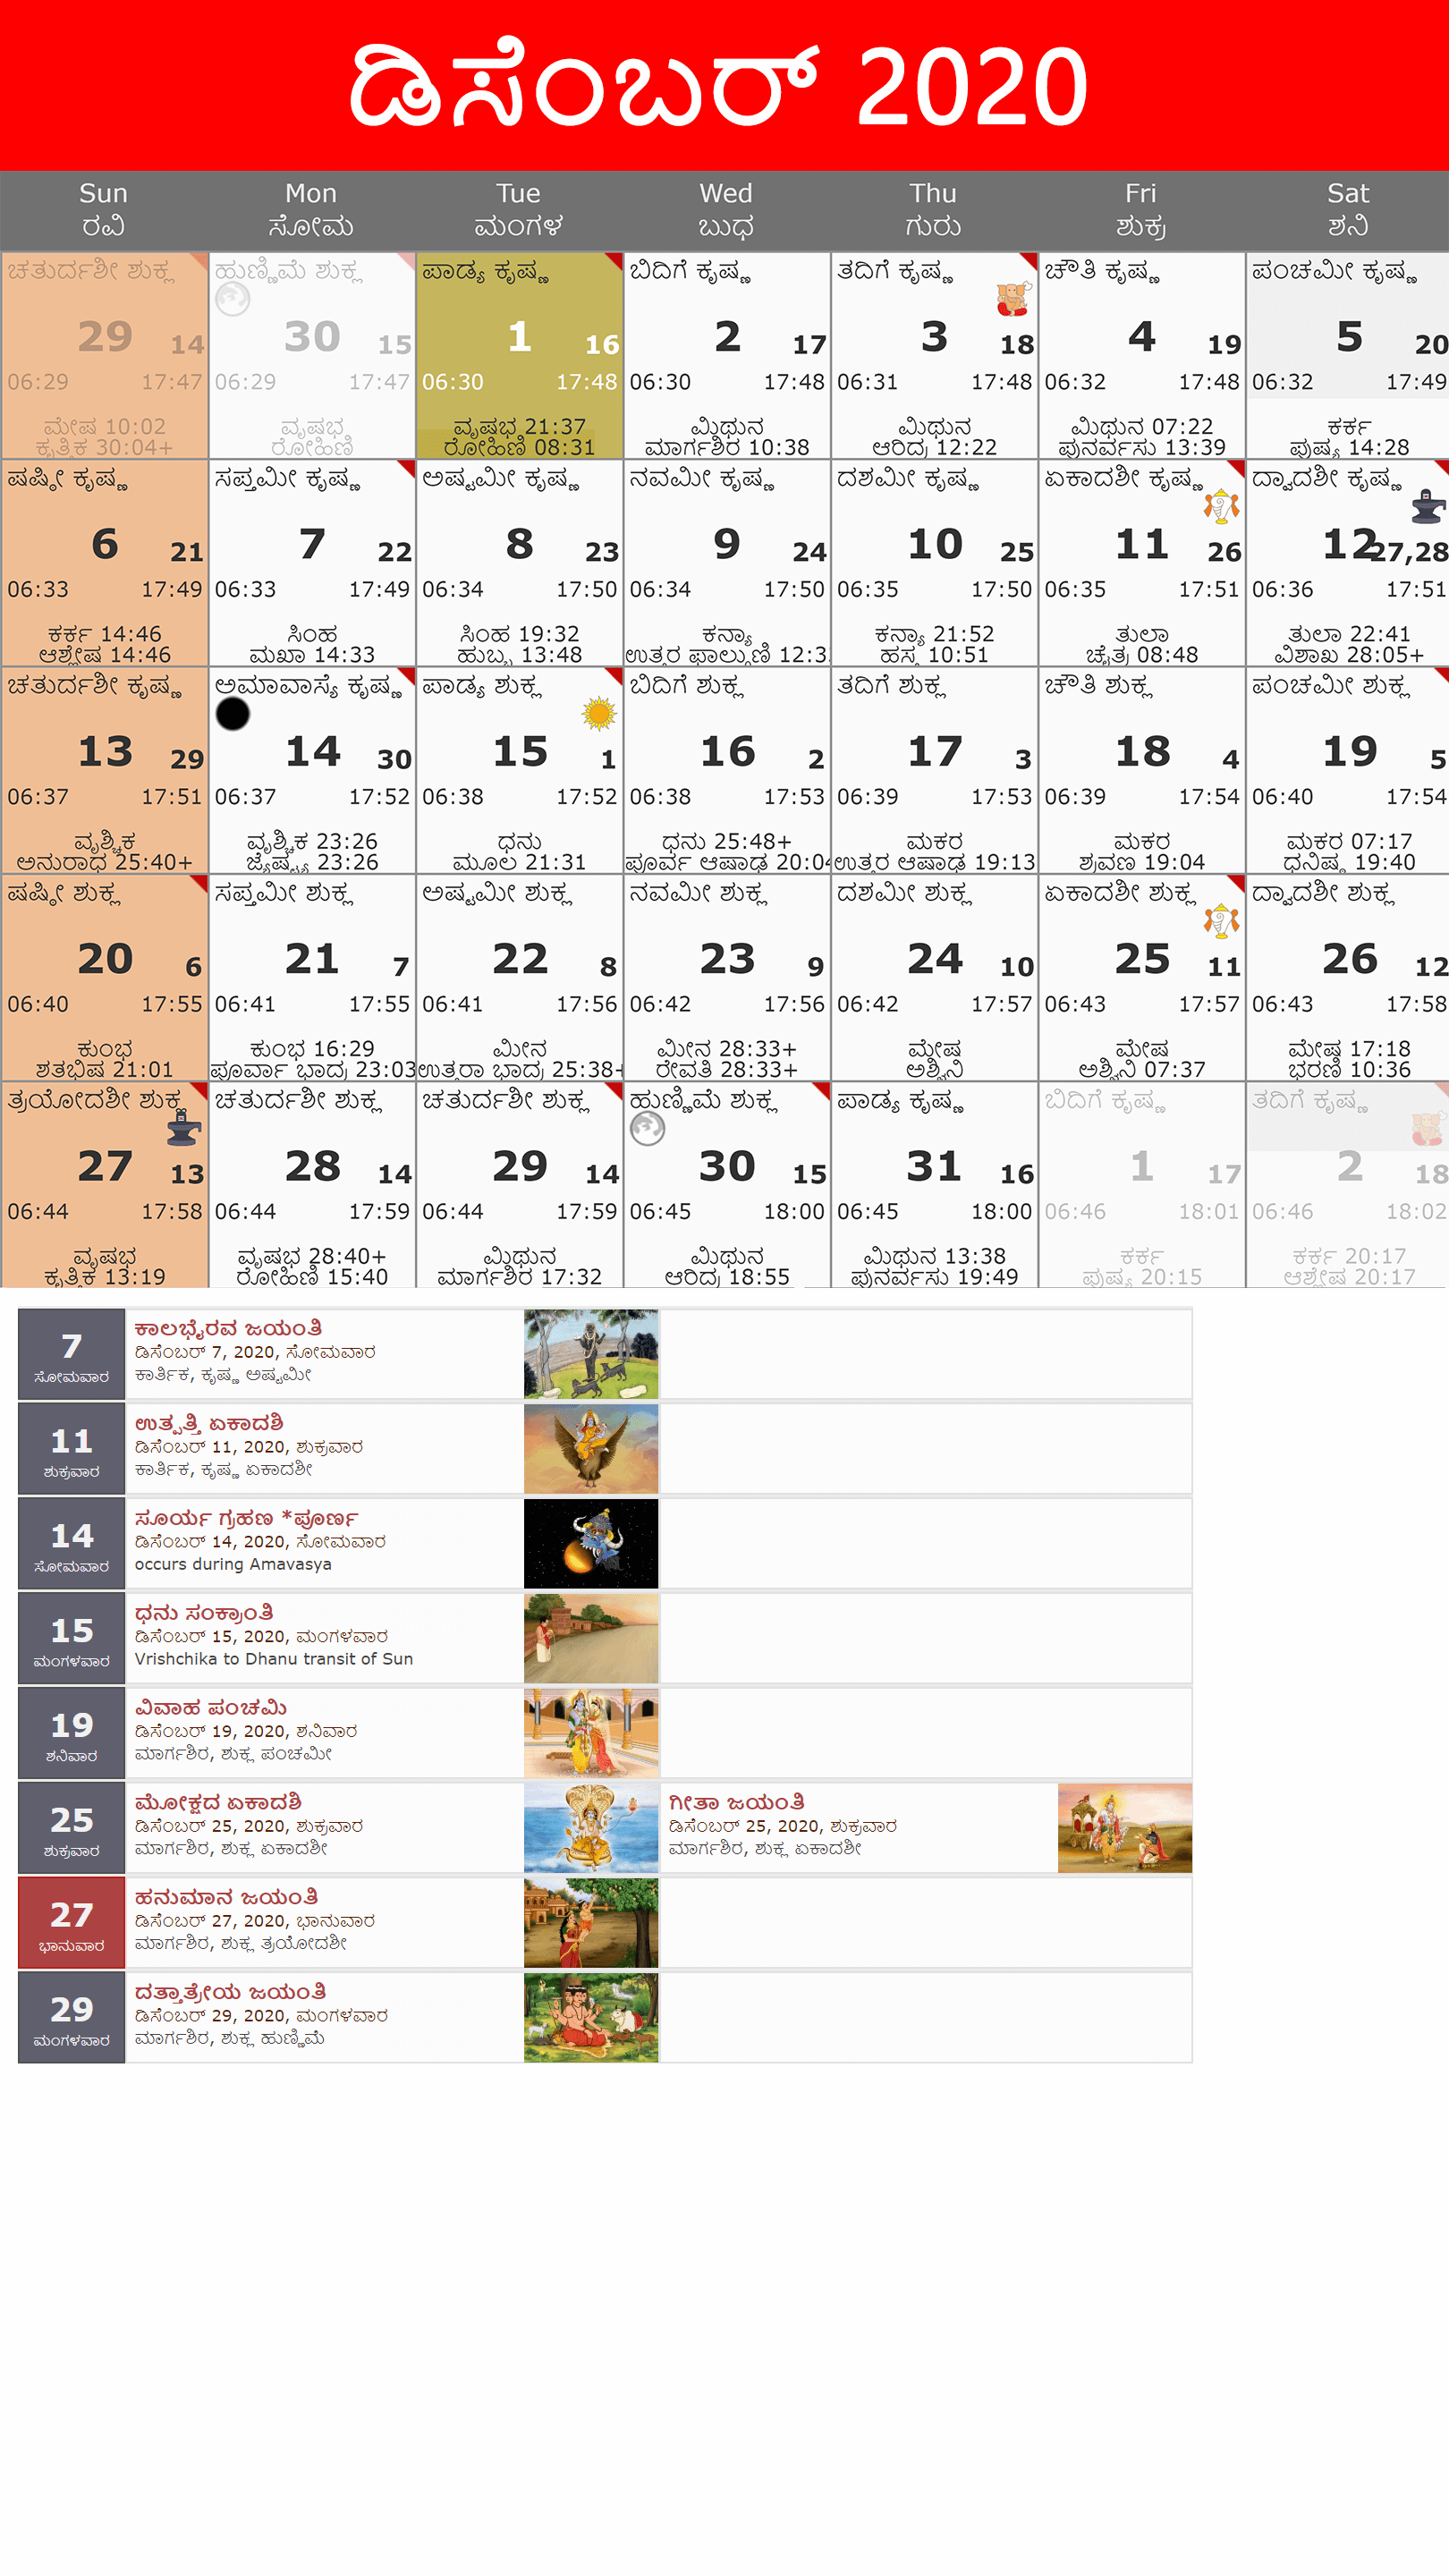 ಡಿಸೆಂಬರ್ 2020
Sun Mon Tue Wed Thu Fri Sat
ರವಿ ಸೋಮ ಮಂಗಳ ಬುಧ ಗುರು ಶುಕ್ರ ಶನಿ
ಚತುರ್ದಶೀ ಶುಕ್ಲ ಹುಣ್ಣಿಮೆ ಶುಕ್ಲ ಪಾಡ್ಯ ಕೃಷ್ಣ ಬಿದಿಗೆ ಕೃಷ್ಣ ತದಿಗೆ ಕೃಷ್ಣ ಚೌತಿ ಕೃಷ್ಣ ಪಂಚಮೀ ಕೃಷ್ಣ
29 14 30 15 1 16 2 17 3 18 4 19 5 20
06:29 17:47 06:29 17:47 06:30 17:48 06:30 17:48 06:31 17:48 06:32 17:48 06:32 17:49
ಮೇಷ 10:02 ವೃಷಭ ವೃಷಭ 21:37 ಮಿಥುನ ಮಿಥುನ ಮಿಥುನ 07:22 ಕರ್ಕ
ಕೃತ್ತಿಕ 30:04+ ರೋಹಿಣಿ ರೋಹಿಣಿ 08:31 ಮಾರ್ಗಶಿರ 10:38 ಆರಿದ್ರ 12:22 ಪುನರ್ವಸು 13:39 ಪುಷ್ಯ 14:28
ಷಷ್ಠೀ ಕೃಷ್ಣ ಸಪ್ತಮೀ ಕೃಷ್ಣ ಅಷ್ಟಮೀ ಕೃಷ್ಣ ನವಮೀ ಕೃಷ್ಣ ದಶಮೀ ಕೃಷ್ಣ ಏಕಾದಶೀ ಕೃಷ್ಣ ದ್ವಾದಶೀ ಕೃಷ್ಣ
6 21 7 22 8 23 9 24 10 25 11 26 12 27,28
06:33 17:49 06:33 17:49 06:34 17:50 06:34 17:50 06:35 17:50 06:35 17:51 06:36 17:51
ಕರ್ಕ 14:46 ಸಿಂಹ ಸಿಂಹ 19:32 ಕನ್ಯಾ ಕನ್ಯಾ 21:52 ತುಲಾ ತುಲಾ 22:41
ಆಶ್ಲೇಷ 14:46 ಮಖಾ 14:33 ಹುಬ್ಬ 13:48 ಉತ್ತರ ಫಾಲ್ಗುಣಿ 12:3 ಹಸ್ತ 10:51 ಚೈತ್ರ 08:48 ವಿಶಾಖ 28:05+
ಚತುರ್ದಶೀ ಕೃಷ್ಣ ಅಮಾವಾಸ್ಯೆ ಕೃಷ್ಣ ಪಾಡ್ಯ ಶುಕ್ಲ ಬಿದಿಗೆ ಶುಕ್ಲ ತದಿಗೆ ಶುಕ್ಲ ಚೌತಿ ಶುಕ್ಲ ಪಂಚಮೀ ಶುಕ್ಲ
13 29 14 30 15 1 16 2 17 3 18 4 19 5
06:37 17:51 06:37 17:52 06:38 17:52 06:38 17:53 06:39 17:53 06:39 17:54 06:40 17:54
ವೃಶ್ಚಿಕ ವೃಶ್ಚಿಕ 23:26 ಧನು ಧನು 25:48+ ಮಕರ ಮಕರ ಮಕರ 07:17
ಅನುರಾಧ 25:40+ ಜ್ಯೆಷ್ಟ್ಯ 23:26 ಮೂಲ 21:31 ಪೂರ್ವ ಆಷಾಢ 20:04 ಉತ್ತರ ಆಷಾಢ 19:13 ಶ್ರವಣ 19:04 ಧನಿಷ್ಠ 19:40
ಷಷ್ಠೀ ಶುಕ್ಲ ಸಪ್ತಮೀ ಶುಕ್ಲ ಅಷ್ಟಮೀ ಶುಕ್ಲ ನವಮೀ ಶುಕ್ಲ ದಶಮೀ ಶುಕ್ಲ ಏಕಾದಶೀ ಶುಕ್ಲ ದ್ವಾದಶೀ ಶುಕ್ಲ
20 6 21 7 22 8 23 9 24 10 25 11 26 12
06:40 17:55 06:41 17:55 06:41 17:56 06:42 17:56 06:42 17:57 06:43 17:57 06:43 17:58
ಕುಂಭ ಕುಂಭ 16:29 ಮೀನ ಮೀನ 28:33+ ಮೇಷ ಮೇಷ ಮೇಷ 17:18
ಶತಭಿಷ 21:01 ಪೂರ್ವಾ ಭಾದ್ರ 23:03 ಉತ್ತರಾ ಭಾದ್ರ 25:38+ ರೇವತಿ 28:33+ ಅಶ್ವಿನಿ ಅಶ್ವಿನಿ 07:37 ಭರಣಿ 10:36
ತ್ರಯೋದಶೀ ಶುಕ್ಲ ಚತುರ್ದಶೀ ಶುಕ್ಲ ಚತುರ್ದಶೀ ಶುಕ್ಲ ಹುಣ್ಣಿಮೆ ಶುಕ್ಲ ಪಾಡ್ಯ ಕೃಷ್ಣ ಬಿದಿಗೆ ಕೃಷ್ಣ ತದಿಗೆ ಕೃಷ್ಣ
27 13 28 14 29 14 30 15 31 16 1 17 2 18
06:44 17:58 06:44 17:59 06:44 17:59 06:45 18:00 06:45 18:00 06:46 18:01 06:46 18:02
ವೃಷಭ ವೃಷಭ 28:40+ ಮಿಥುನ ಮಿಥುನ ಮಿಥುನ 13:38 ಕರ್ಕ ಕರ್ಕ 20:17
ಕೃತ್ತಿಕ 13:19 ರೋಹಿಣಿ 15:40 ಮಾರ್ಗಶಿರ 17:32 ಆರಿದ್ರ 18:55 ಪುನರ್ವಸು 19:49 ಪುಷ್ಯ 20:15 ಆಶ್ಲೇಷ 20:17
7
ಸೋಮವಾರ
ಕಾಲಭೈರವ ಜಯಂತಿ
ಡಿಸೆಂಬರ್ 7, 2020, ಸೋಮವಾರ
ಕಾರ್ತಿಕ, ಕೃಷ್ಣ ಅಷ್ಟಮೀ
11
ಶುಕ್ರವಾರ
ಉತ್ಪತ್ತಿ ಏಕಾದಶಿ
ಡಿಸೆಂಬರ್ 11, 2020, ಶುಕ್ರವಾರ
ಕಾರ್ತಿಕ, ಕೃಷ್ಣ ಏಕಾದಶೀ
14
ಸೋಮವಾರ
ಸೂರ್ಯ ಗ್ರಹಣ *ಪೂರ್ಣ
ಡಿಸೆಂಬರ್ 14, 2020, ಸೋಮವಾರ
occurs during Amavasya
15
ಮಂಗಳವಾರ
ಧನು ಸಂಕ್ರಾಂತಿ
ಡಿಸೆಂಬರ್ 15, 2020, ಮಂಗಳವಾರ
Vrishchika to Dhanu transit of Sun
19
ಶನಿವಾರ
ವಿವಾಹ ಪಂಚಮಿ
ಡಿಸೆಂಬರ್ 19, 2020, ಶನಿವಾರ
ಮಾರ್ಗಶಿರ, ಶುಕ್ಲ ಪಂಚಮೀ
25
ಶುಕ್ರವಾರ
ಮೋಕ್ಷದ ಏಕಾದಶಿ
ಡಿಸೆಂಬರ್ 25, 2020, ಶುಕ್ರವಾರ
ಮಾರ್ಗಶಿರ, ಶುಕ್ಲ ಏಕಾದಶೀ
ಗೀತಾ ಜಯಂತಿ
ಡಿಸೆಂಬರ್ 25, 2020, ಶುಕ್ರವಾರ
ಮಾರ್ಗಶಿರ, ಶುಕ್ಲ ಏಕಾದಶೀ
27
ಭಾನುವಾರ
ಹನುಮಾನ ಜಯಂತಿ
ಡಿಸೆಂಬರ್ 27, 2020, ಭಾನುವಾರ
ಮಾರ್ಗಶಿರ, ಶುಕ್ಲ ತ್ರಯೋದಶೀ
29
ಮಂಗಳವಾರ
ದತ್ತಾತ್ರೇಯ ಜಯಂತಿ
ಡಿಸೆಂಬರ್ 29, 2020, ಮಂಗಳವಾರ
ಮಾರ್ಗಶಿರ, ಶುಕ್ಲ ಹುಣ್ಣಿಮೆ